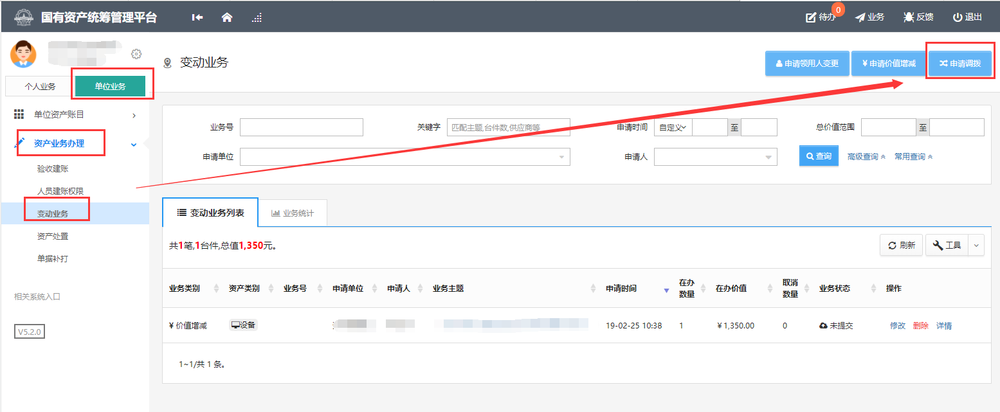 国有资产统筹管理平台
待办
0
业务
反馈
退出
个人业务
单位业务
单位资产账目
资产业务办理
验收建账
人员建账权限
变动业务
资产处置
单据补打
相关系统入口
V5.2.0
变动业务
申请领用人变更
¥ 申请价值增减
申请调拨
业务号
关键字
匹配主题,台件数,供应商等
申请时间
自定义
至
总价值范围
至
申请单位
申请人
查询
高级查询
常用查询
变动业务列表
业务统计
共1笔,1台件,总值1,350元。
刷新
工具
业务类别
资产类别
业务号
申请单位
申请人
业务主题
申请时间
在办
数量
在办价值
取消
数量
业务状态
操作
¥ 价值增减
设备
19-02-25 10:38
1
¥ 1,350.00
0
未提交
修改
删除
详情
1~1/共 1 条。